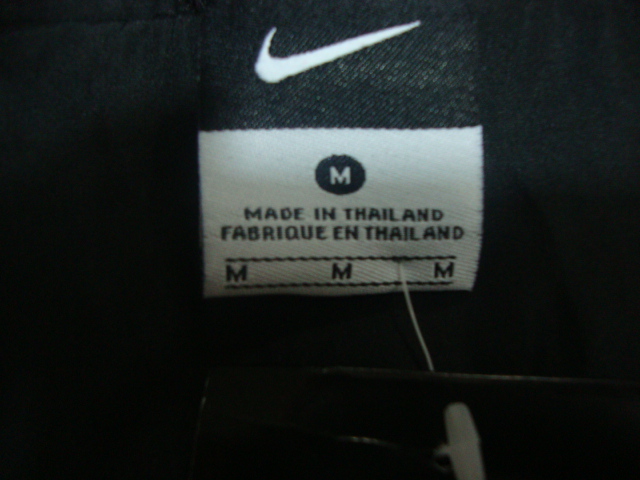 M
MADE IN THAILAND
FABRIQUE EN THAILAND
M M M